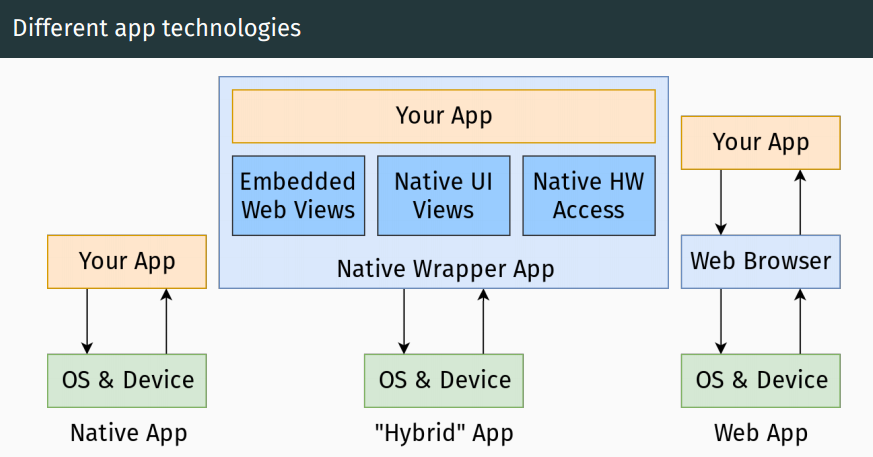 Different app technologies
Your App
OS & Device
Native App
Your App
Embedded
Web Views
Native UI
Views
Native HW
Access
Native Wrapper App
OS & Device
"Hybrid" App
Your App
Web Browser
OS & Device
Web App